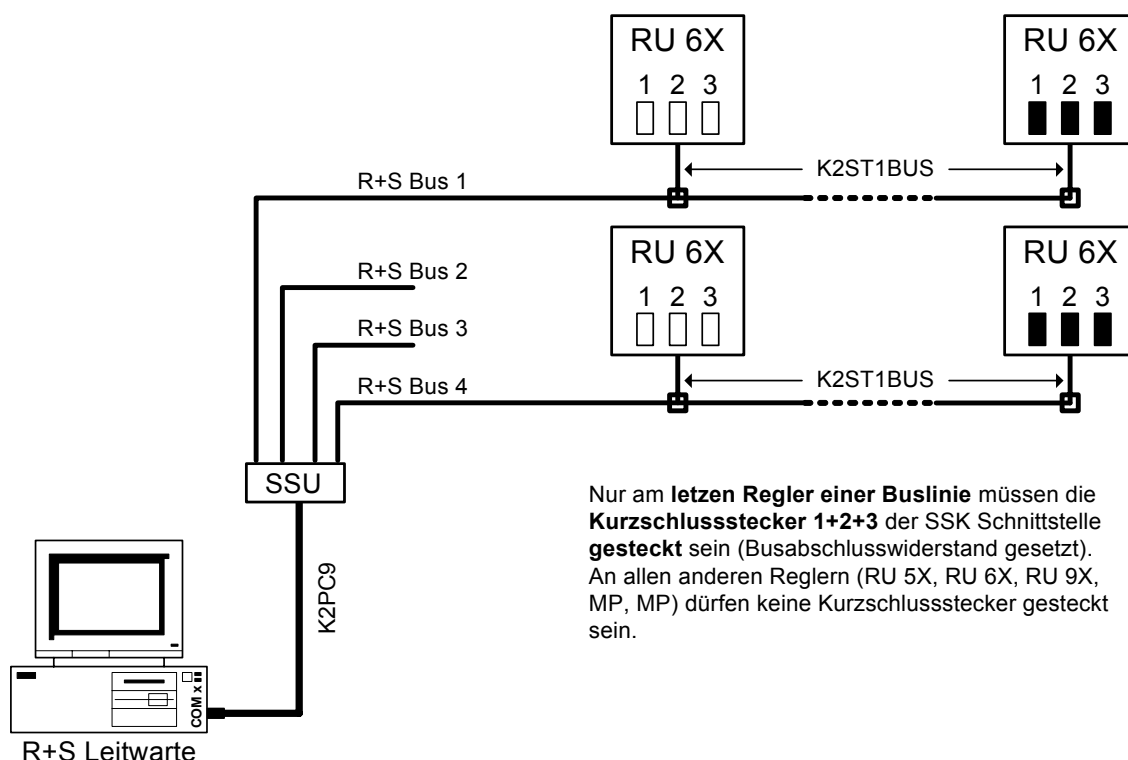 RU 6X
1 2 3
RU 6X
1 2 3
K2ST1BUS
R+S Bus 1
RU 6X
1 2 3
RU 6X
1 2 3
R+S Bus 2
R+S Bus 3
K2ST1BUS
R+S Bus 4
SSU
Nur am letzen Regler einer Buslinie müssen die
Kurzschlussstecker 1+2+3 der SSK Schnittstelle
gesteckt sein (Busabschlusswiderstand gesetzt).
An allen anderen Reglern (RU 5X, RU 6X, RU 9X,
MP, MP) dürfen keine Kurzschlussstecker gesteckt
sein.
K2PC9
COM x
R+S Leitwarte